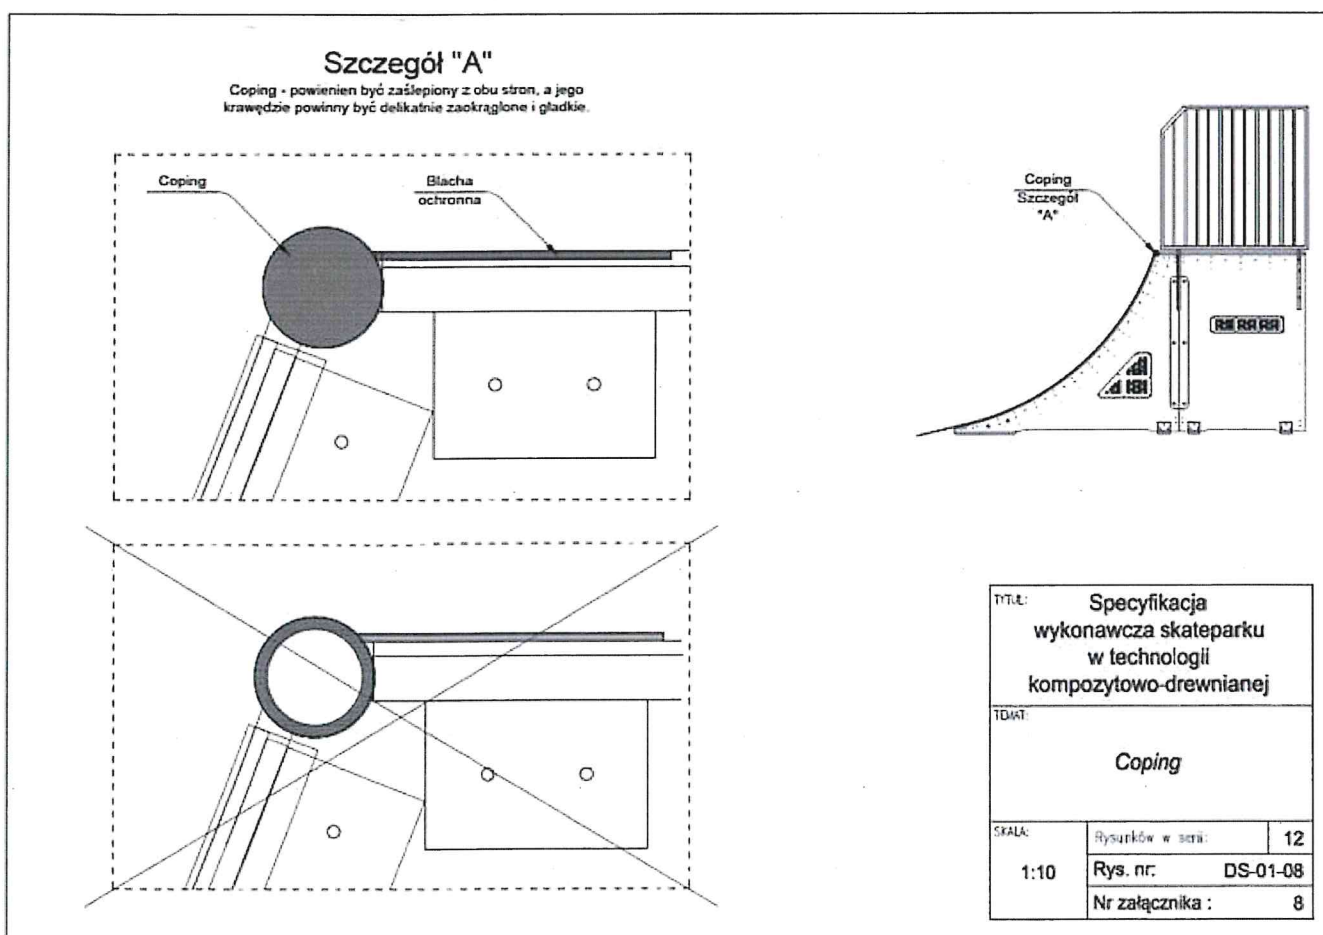 Szczegół "A"
Coping - powienien być zaślepiony z obu stron, a jego
krawędzie powinny być delikatnie zaokrąglone i gładkie.
Coping
Blacha
ochronna
Coping
Szczegół
"A"
TYTUŁ:
Specyfikacja
wykonawcza skateparku
w technologii
kompozytowo-drewnianej
TEMAT:
Coping
SKALA:
1:10
Rysunków w serii: 12
Rys. nr: DS-01-08
Nr załącznika : 8